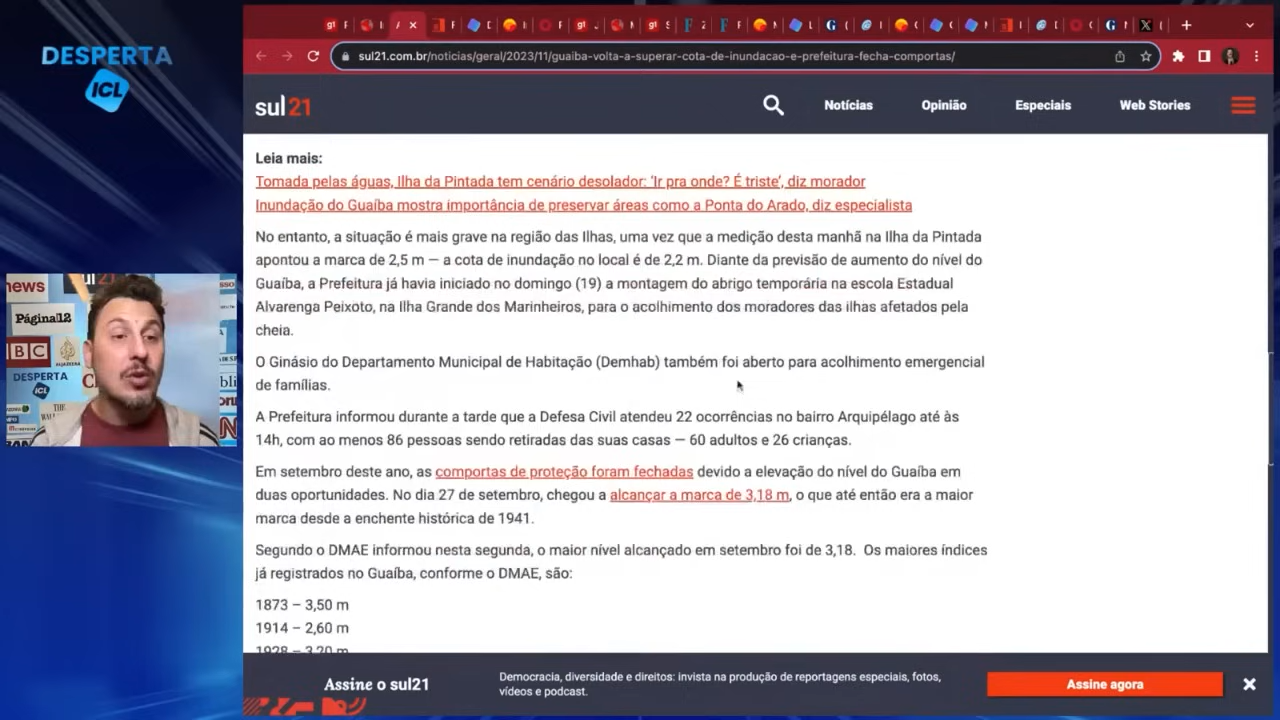 DESPERTA
ICL
sul21.com.br/noticias/geral/2023/11/guaiba-volta-a-superar-cota-de-inundacao-e-prefeitura-fecha-comportas/
sul21
Notícias
Opinião
Especiais
Web Stories
Leia mais:
Tomada pelas águas, Ilha da Pintada tem cenário desolador: ‘Ir pra onde? É triste’, diz morador
Inundação do Guaíba mostra importância de preservar áreas como a Ponta do Arado, diz especialista
No entanto, a situação é mais grave na região das Ilhas, uma vez que a medição desta manhã na Ilha da Pintada
apontou a marca de 2,5 m — a cota de inundação no local é de 2,2 m. Diante da previsão de aumento do nível do
Guaíba, a Prefeitura já havia iniciado no domingo (19) a montagem do abrigo temporária na escola Estadual
Alvarenga Peixoto, na Ilha Grande dos Marinheiros, para o acolhimento dos moradores das ilhas afetados pela
cheia.
O Ginásio do Departamento Municipal de Habitação (Demhab) também foi aberto para acolhimento emergencial
de famílias.
A Prefeitura informou durante a tarde que a Defesa Civil atendeu 22 ocorrências no bairro Arquipélago até às
14h, com ao menos 86 pessoas sendo retiradas das suas casas — 60 adultos e 26 crianças.
Em setembro deste ano, as comportas de proteção foram fechadas devido a elevação do nível do Guaíba em
duas oportunidades. No dia 27 de setembro, chegou a alcançar a marca de 3,18 m, o que até então era a maior
marca desde a enchente histórica de 1941.
Segundo o DMAE informou nesta segunda, o maior nível alcançado em setembro foi de 3,18.  Os maiores índices
já registrados no Guaíba, conforme o DMAE, são:
1873 – 3,50 m
1914 – 2,60 m
1928 – 3,20 m
Assine o sul21
Democracia, diversidade e direitos: invista na produção de reportagens especiais, fotos,
vídeos e podcast.
Assine agora
news
Página12
DESPERTA
ICL